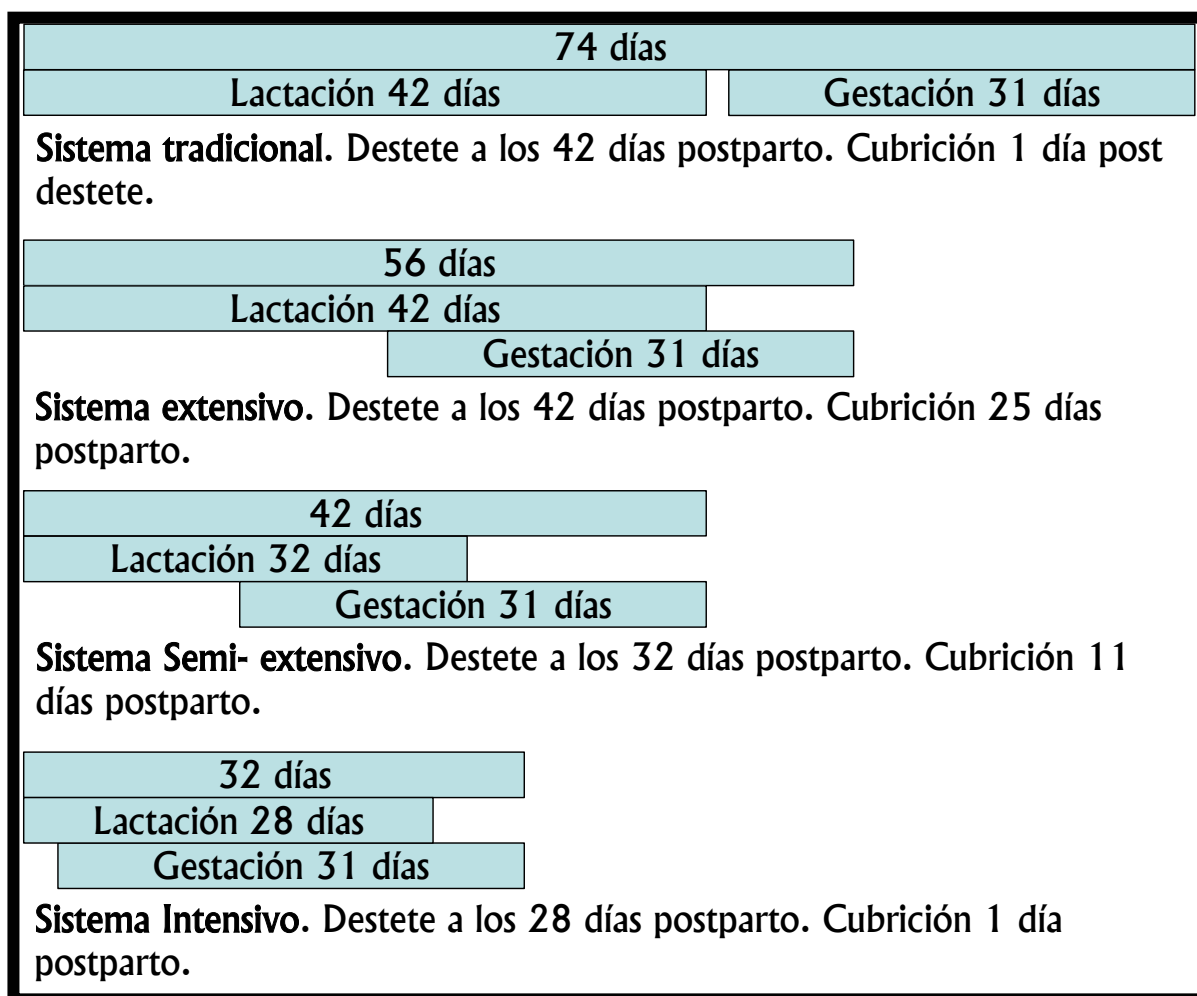 74 días
Lactación 42 días Gestación 31 días
Sistema tradicional. Destete a los 42 días postparto. Cubrición 1 día post
destete.
56 días
Lactación 42 días
Gestación 31 días
Sistema extensivo. Destete a los 42 días postparto. Cubrición 25 días
postparto.
42 días
Lactación 32 días
Gestación 31 días
Sistema Semi- extensivo. Destete a los 32 días postparto. Cubrición 11
días postparto.
32 días
Lactación 28 días
Gestación 31 días
Sistema Intensivo. Destete a los 28 días postparto. Cubrición 1 día
postparto.